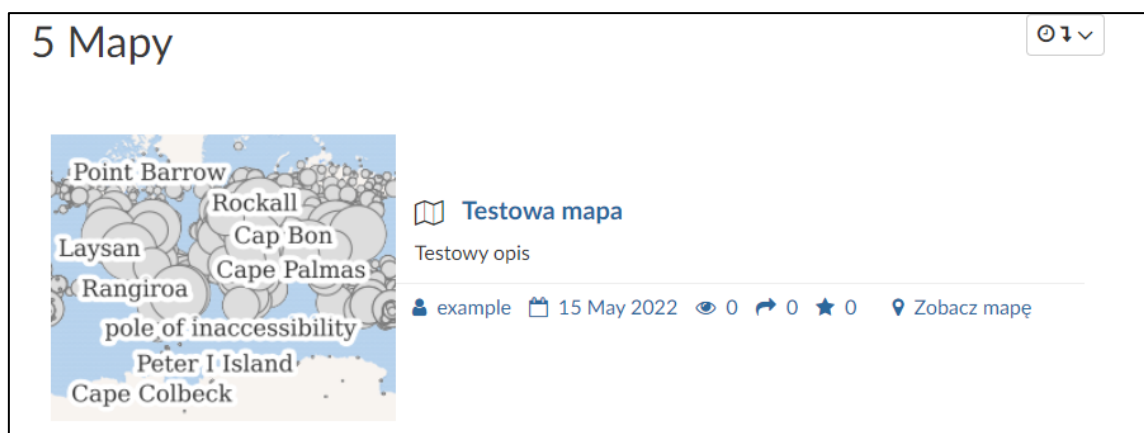 5 Mapy
Point Barrow
Rockall
Cap Bon
Laysan
Cape Palmas
Rangiroa
pole of inaccessibility
Peter I Island
Cape Colbeck
Testowa mapa
Testowy opis
example 15 May 2022 0 0 0 Zobacz mapę